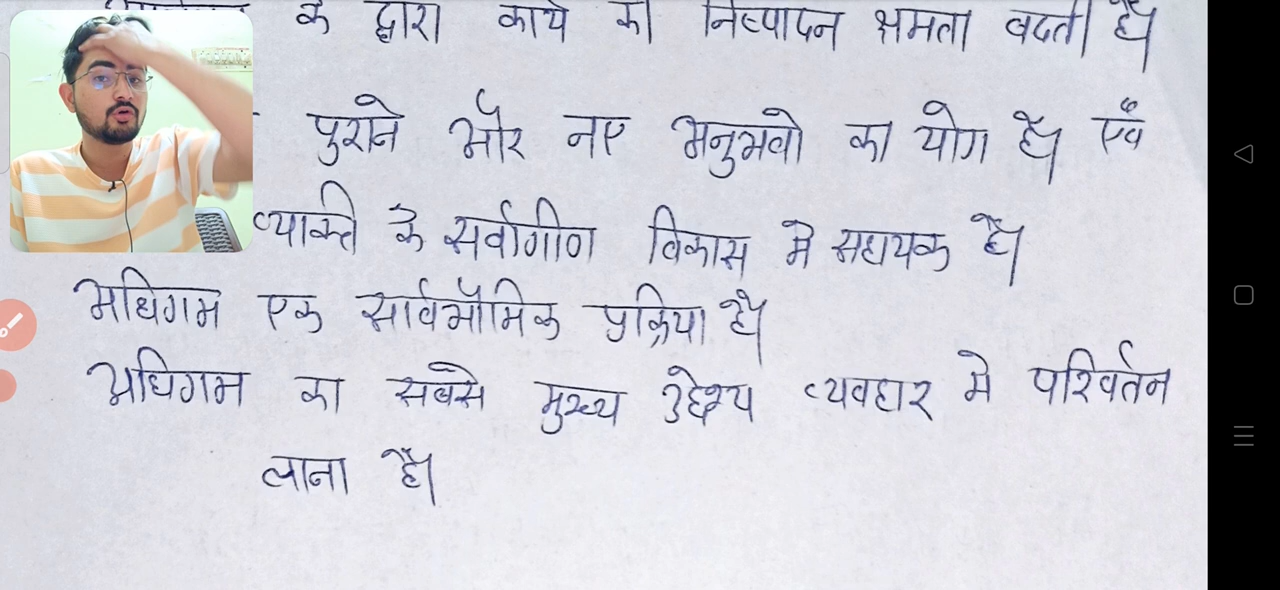 के द्वारा कार्य की निष्पादन क्षमता बढती है।
पुराने और नए अनुभवो का योग है। एवं
व्यक्ति के सर्वागीण विकास मे सहायक है।
अधिगम एक सार्वभौमिक प्रक्रिया है।
अधिगम का सबसे मुख्य उद्देश्य व्यवहार मे परिवर्तन
लाना है।